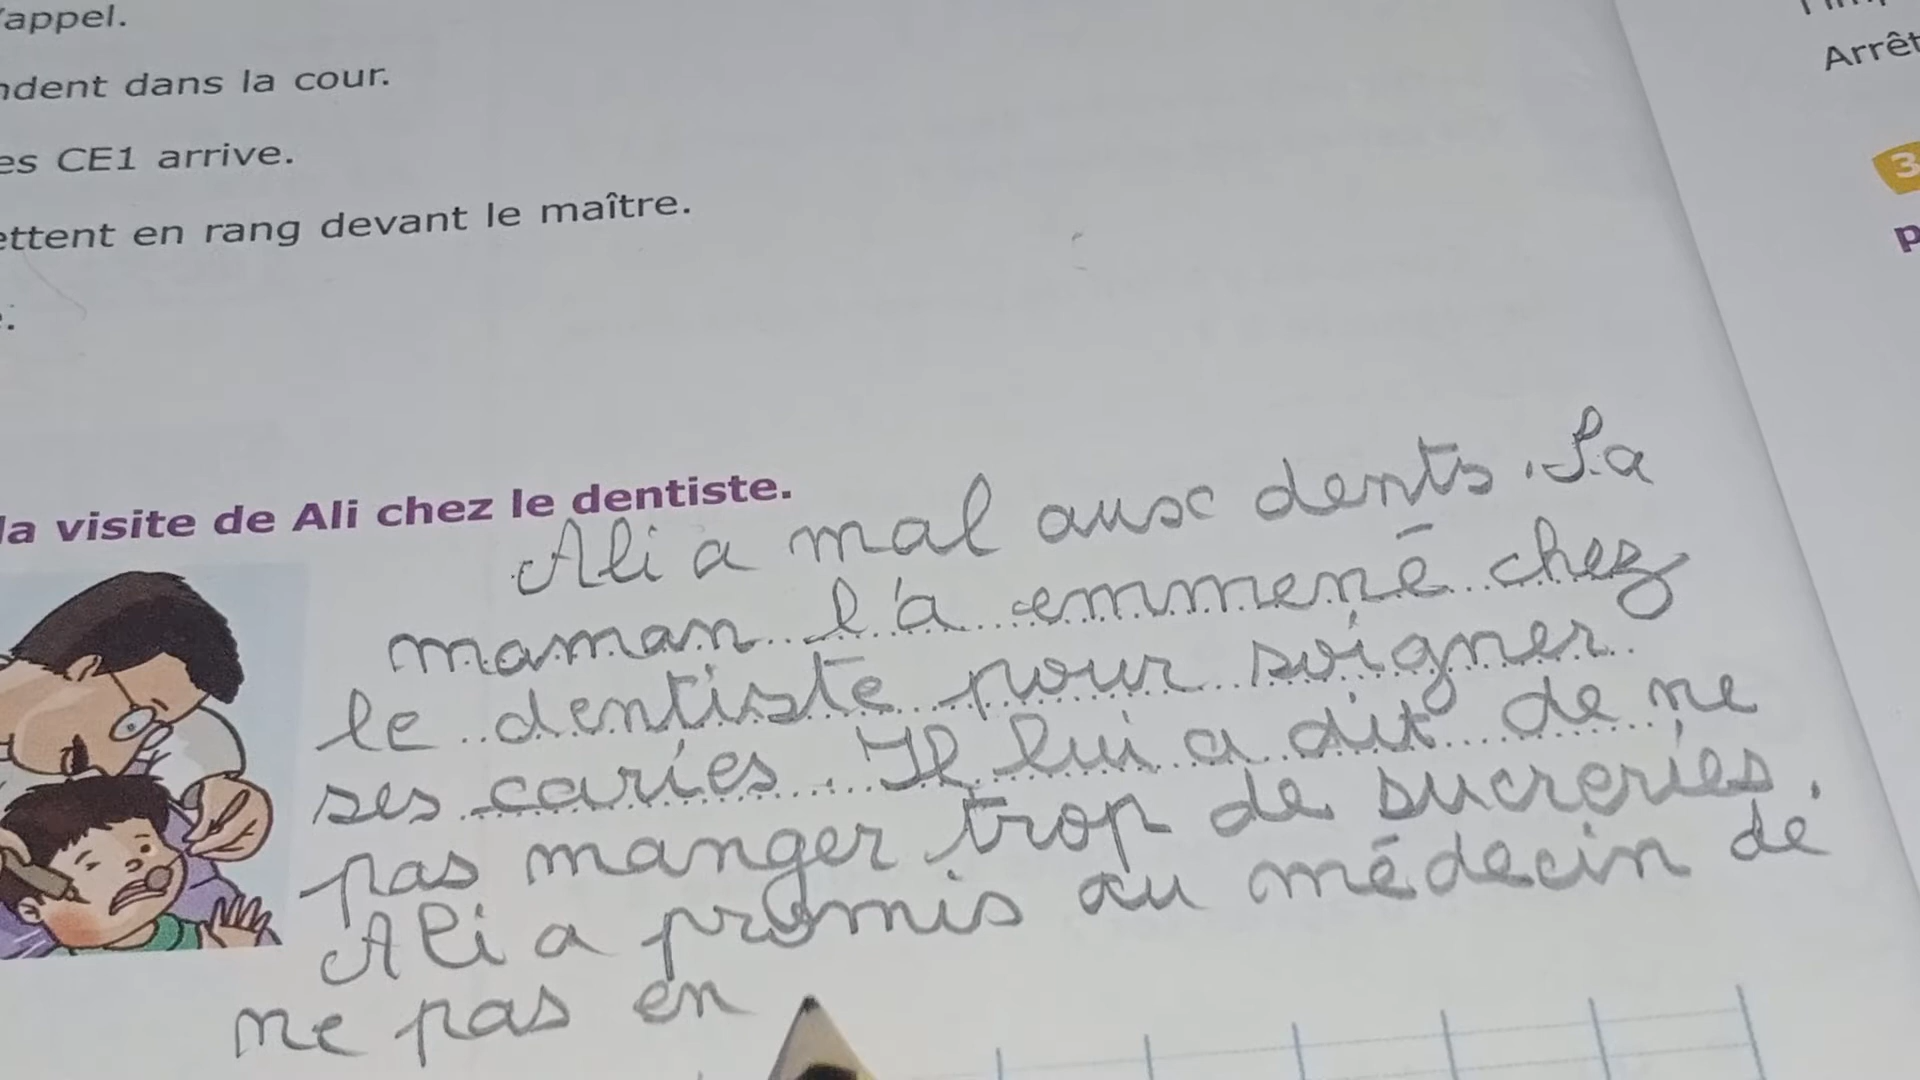 appel.
ndent dans la cour.
es CE1 arrive.
ettent en rang devant le maître.
Arrêt
3
p
la visite de Ali chez le dentiste.
Ali a mal aux dents. Sa
maman l'a emmené chez
le dentiste pour soigner
ses caries. Il lui a dit de ne
pas manger trop de sucreries.
Ali a promis au médecin de
ne pas en